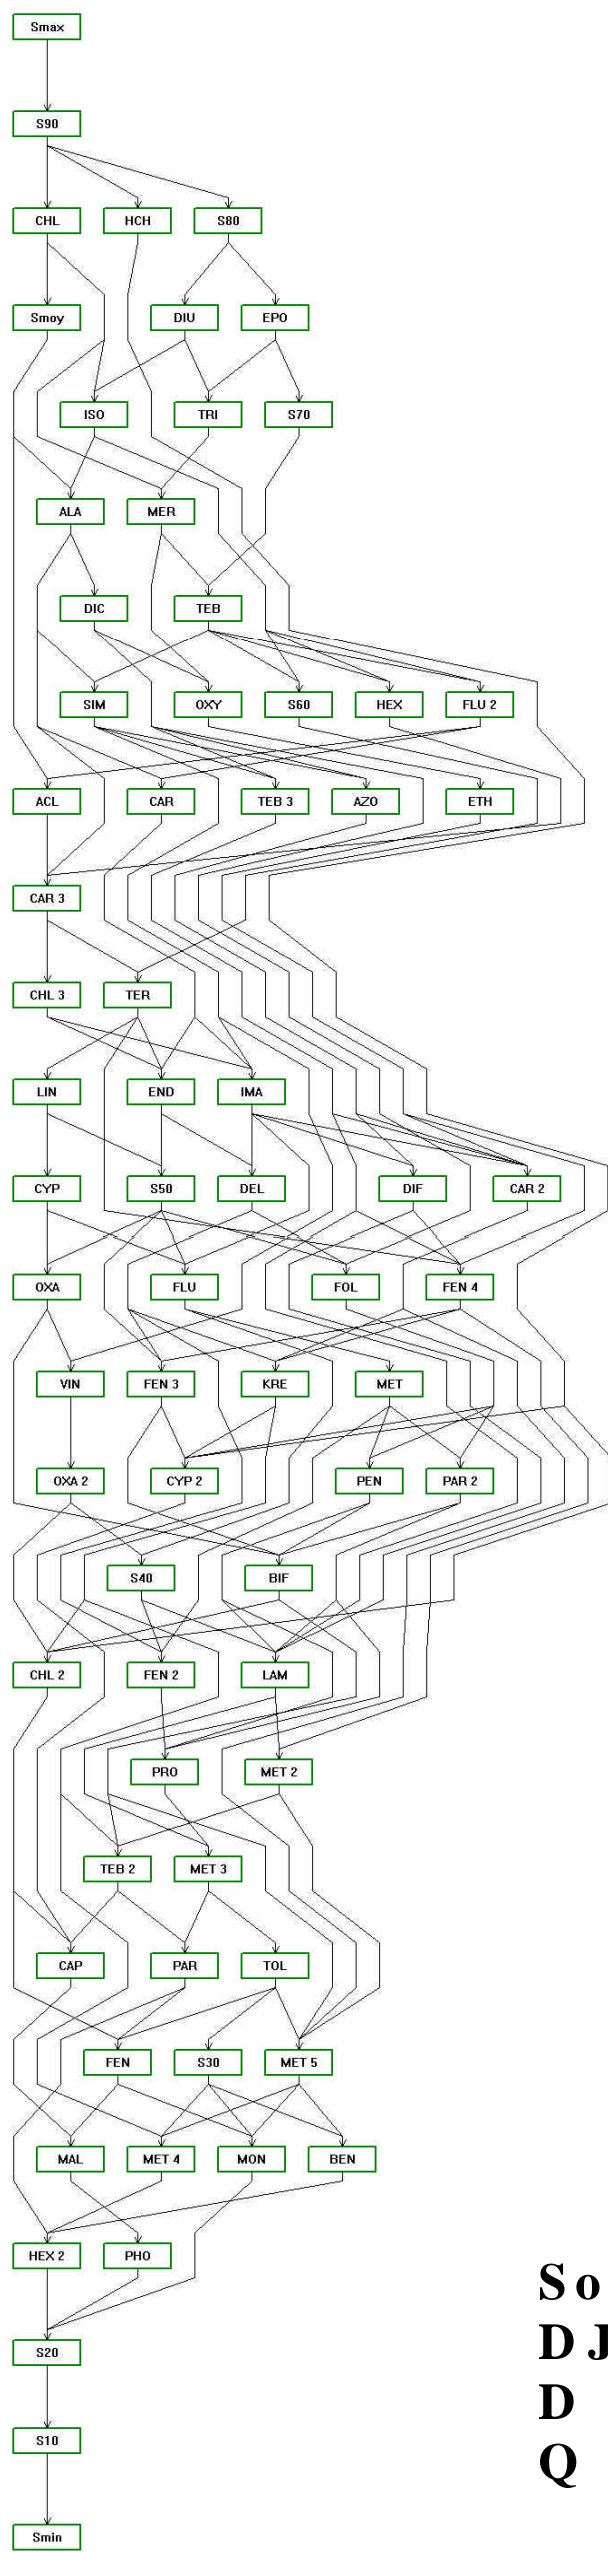 Smax
S90
CHL HCH S80
Smoy DIU EPO
ISO TRI S70
ALA MER
DIC TEB
SIM OXY S60 HEX FLU 2
ACL CAR TEB 3 AZO ETH
CAR 3
CHL 3 TER
LIN END IMA
CYP S50 DEL DIF CAR 2
OXA FLU FOL FEN 4
VIN FEN 3 KRE MET
OXA 2 CYP 2 PEN PAR 2
S40 BIF
CHL 2 FEN 2 LAM
PRO MET 2
TEB 2 MET 3
CAP PAR TOL
FEN S30 MET 5
MAL MET 4 MON BEN
HEX 2 PHO
So
S20
D J
D
S10
Q
Smin